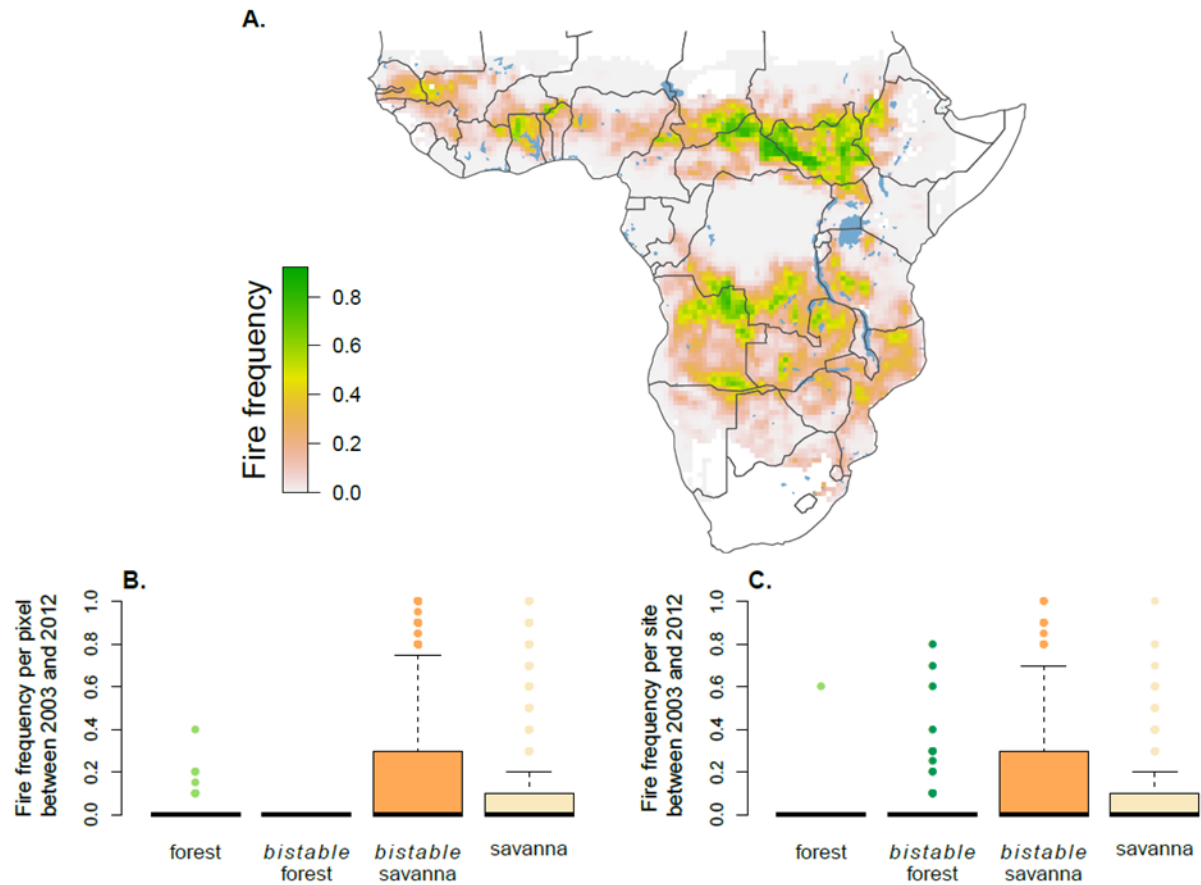 A.
Fire frequency
0.8
0.6
0.4
0.2
0.0
B.
Fire frequency per pixel
between 2003 and 2012
1.0
0.8
0.6
0.4
0.2
0.0
forest
bistable
forest
bistable
savanna
savanna
C.
Fire frequency per site
between 2003 and 2012
1.0
0.8
0.6
0.4
0.2
0.0
forest
bistable
forest
bistable
savanna
savanna